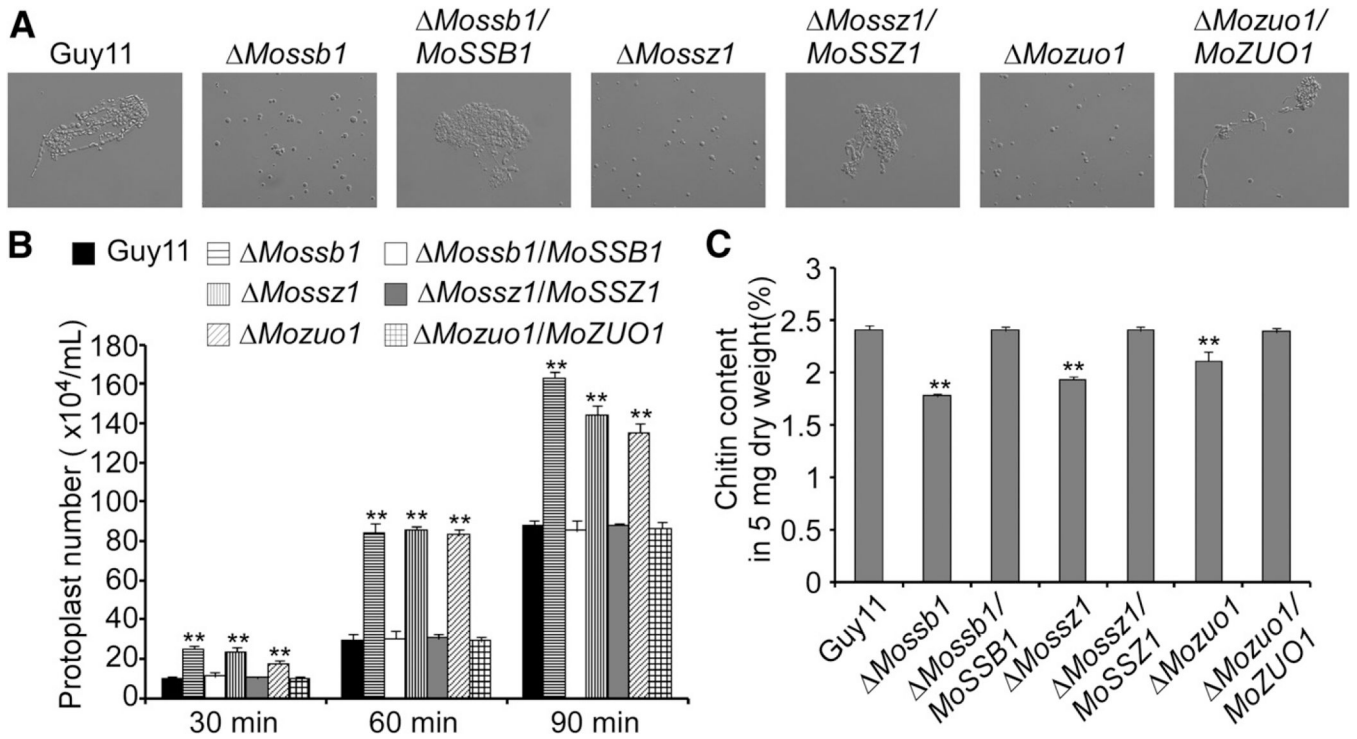 A
Guy11
ΔMossb1
ΔMossb1/
MoSSB1
ΔMossz1
ΔMossz1/
MoSSZ1
ΔMozuo1
ΔMozuo1/
MoZUO1
B
Guy11
ΔMossb1
ΔMossb1/MoSSB1
ΔMossz1
ΔMossz1/MoSSZ1
ΔMozuo1
ΔMozuo1/MoZUO1
Protoplast number ( x10⁴/mL)
180
160
140
120
100
80
60
40
20
0
** ** **
** ** **
** ** **
30 min
60 min
90 min
C
Chitin content
in 5 mg dry weight(%)
3
2.5
2
1.5
1
0.5
0
** ** **
Guy11
ΔMossb1
ΔMossb1/
MoSSB1
ΔMossz1
ΔMossz1/
MoSSZ1
ΔMozuo1
ΔMozuo1/
MoZUO1